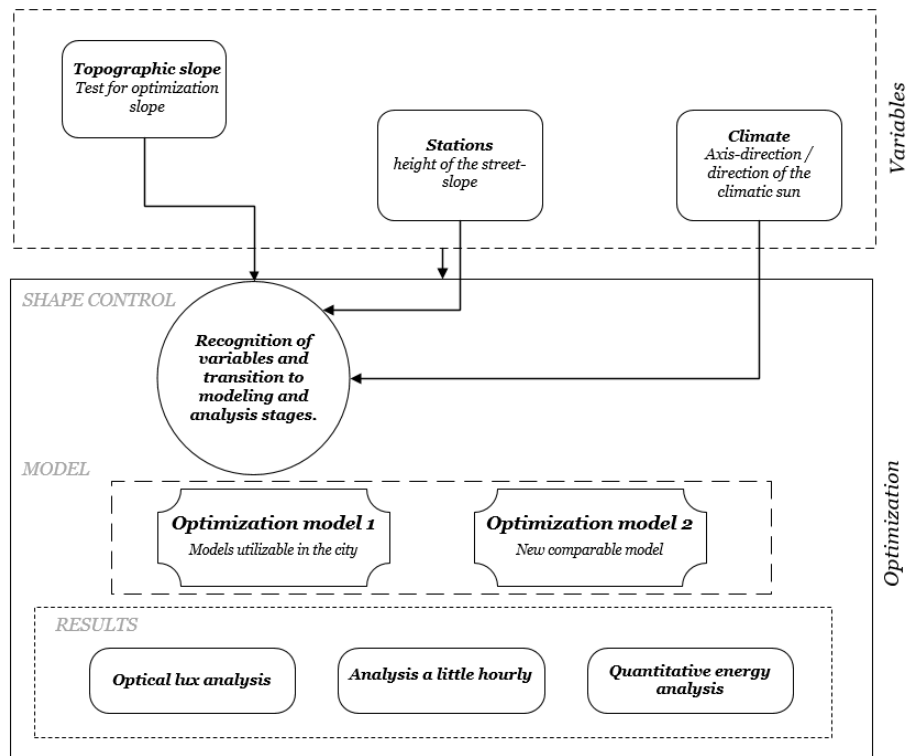 Topographic slope
Test for optimization
slope
Stations
height of the street-
slope
Climate
Axis-direction /
direction of the
climatic sun
Variables
SHAPE CONTROL
Recognition of
variables and
transition to
modeling and
analysis stages.
MODEL
Optimization model 1
Models utilizable in the city
Optimization model 2
New comparable model
Optimization
RESULTS
Optical lux analysis
Analysis a little hourly
Quantitative energy
analysis